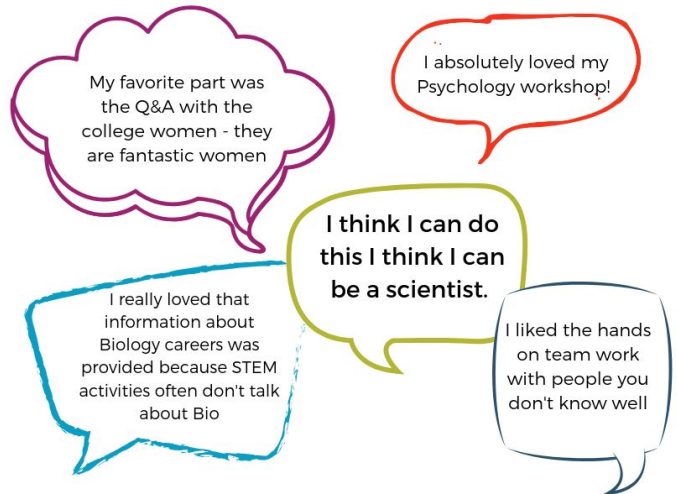 My favorite part was
the Q&A with the
college women - they
are fantastic women
I absolutely loved my
Psychology workshop!
I think I can do
this I think I can
be a scientist.
I really loved that
information about
Biology careers was
provided because STEM
activities often don't talk
about Bio
I liked the hands
on team work
with people you
don't know well